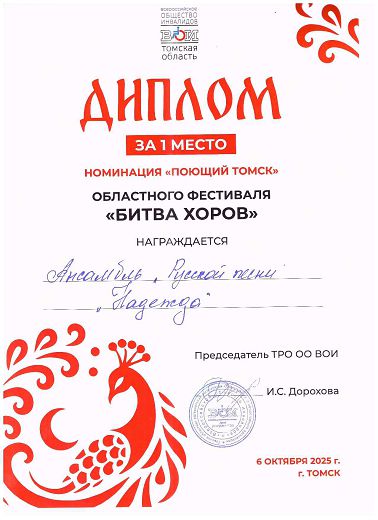 ВСЕРОССИЙСКОЕ
ОБЩЕСТВО
ИНВАЛИДОВ
ВОИ
ТОМСКАЯ
ОБЛАСТЬ
ДИПЛОМ
ЗА 1 МЕСТО
НОМИНАЦИЯ «ПОЮЩИЙ ТОМСК»
ОБЛАСТНОГО ФЕСТИВАЛЯ
«БИТВА ХОРОВ»
НАГРАЖДАЕТСЯ
Ансамбль „Русской песни"
„Надежда"
Председатель ТРО ОО ВОИ
И.С. Дорохова
ВОИ
6 ОКТЯБРЯ 2025 г.
г. ТОМСК